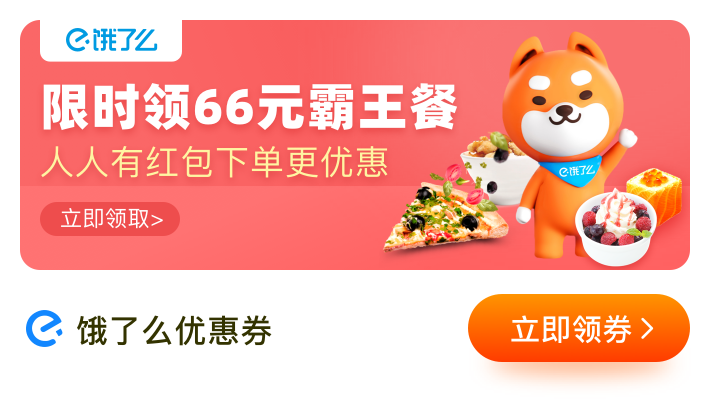 饿了么
限时领66元霸王餐
人人有红包下单更优惠
饿了么
立即领取>
饿了么优惠券
立即领券 >